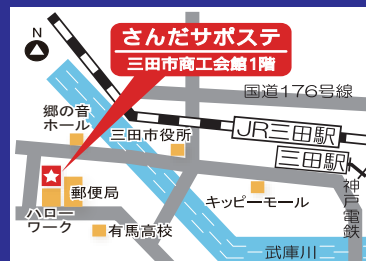 N
さんだサポステ
三田市商工会館1階
国道176号線
郷の音
ホール
三田市役所
JR三田駅
三田駅
郵便局
キッピーモール
神戸電鉄
ハロー
ワーク
有馬高校
武庫川